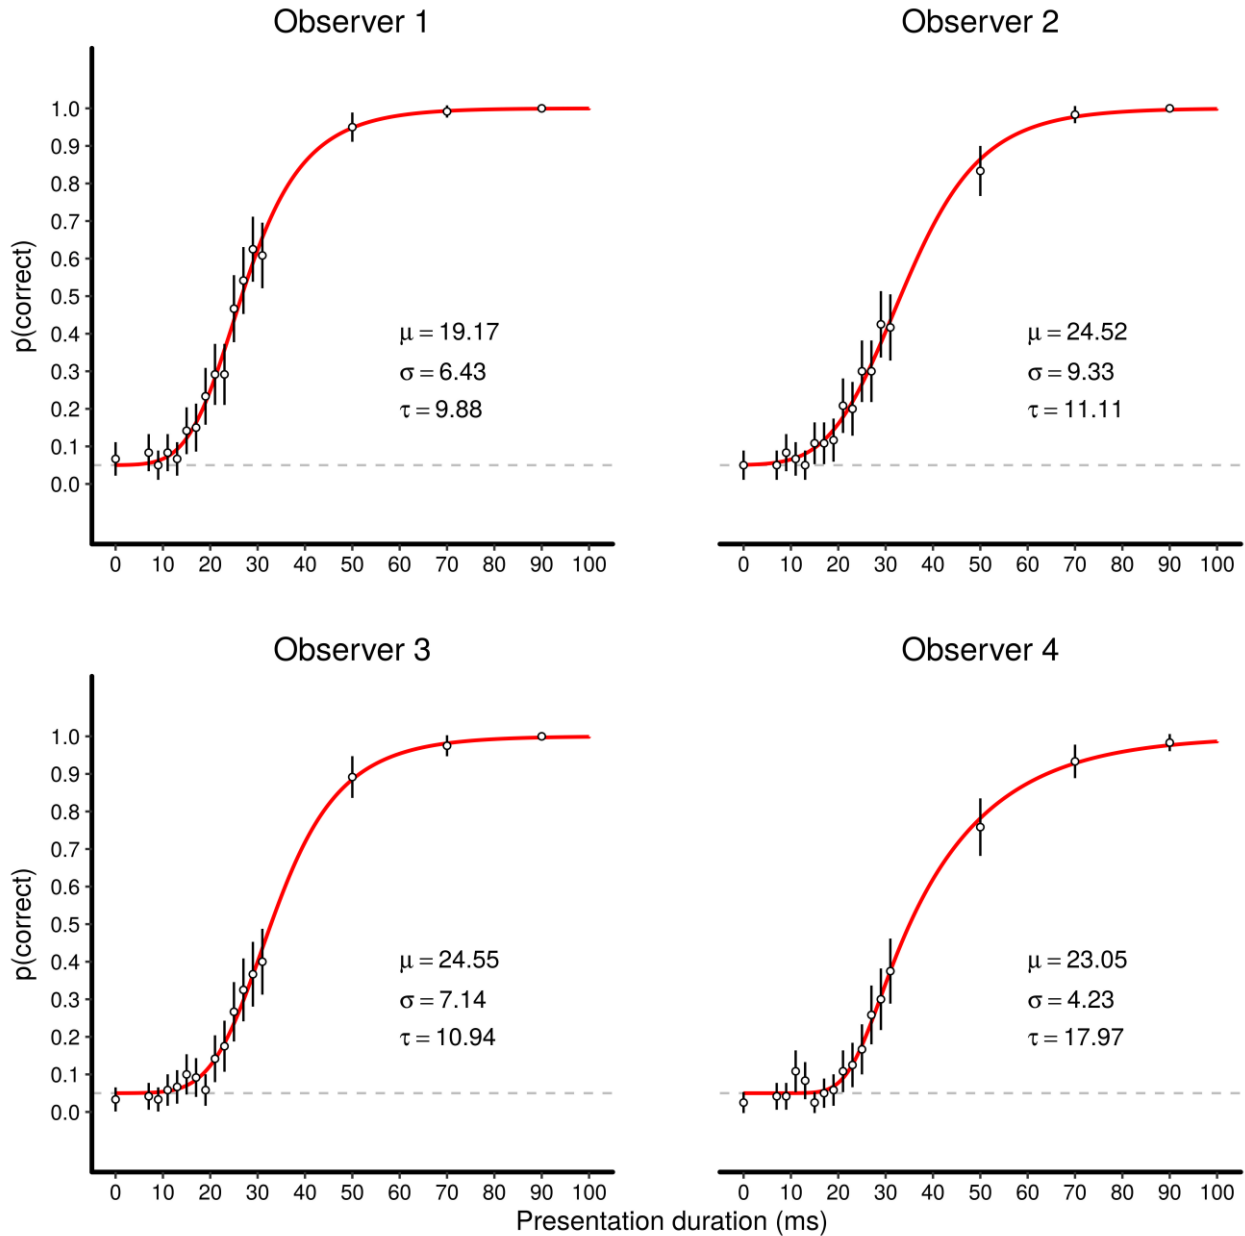 Observer 1
Observer 2
p(correct)
1.0
0.9
0.8
0.7
0.6
0.5
0.4
0.3
0.2
0.1
0.0
μ = 19.17
σ = 6.43
τ = 9.88
μ = 24.52
σ = 9.33
τ = 11.11
0 10 20 30 40 50 60 70 80 90 100
0 10 20 30 40 50 60 70 80 90 100
Observer 3
Observer 4
p(correct)
1.0
0.9
0.8
0.7
0.6
0.5
0.4
0.3
0.2
0.1
0.0
μ = 24.55
σ = 7.14
τ = 10.94
μ = 23.05
σ = 4.23
τ = 17.97
0 10 20 30 40 50 60 70 80 90 100
0 10 20 30 40 50 60 70 80 90 100
Presentation duration (ms)